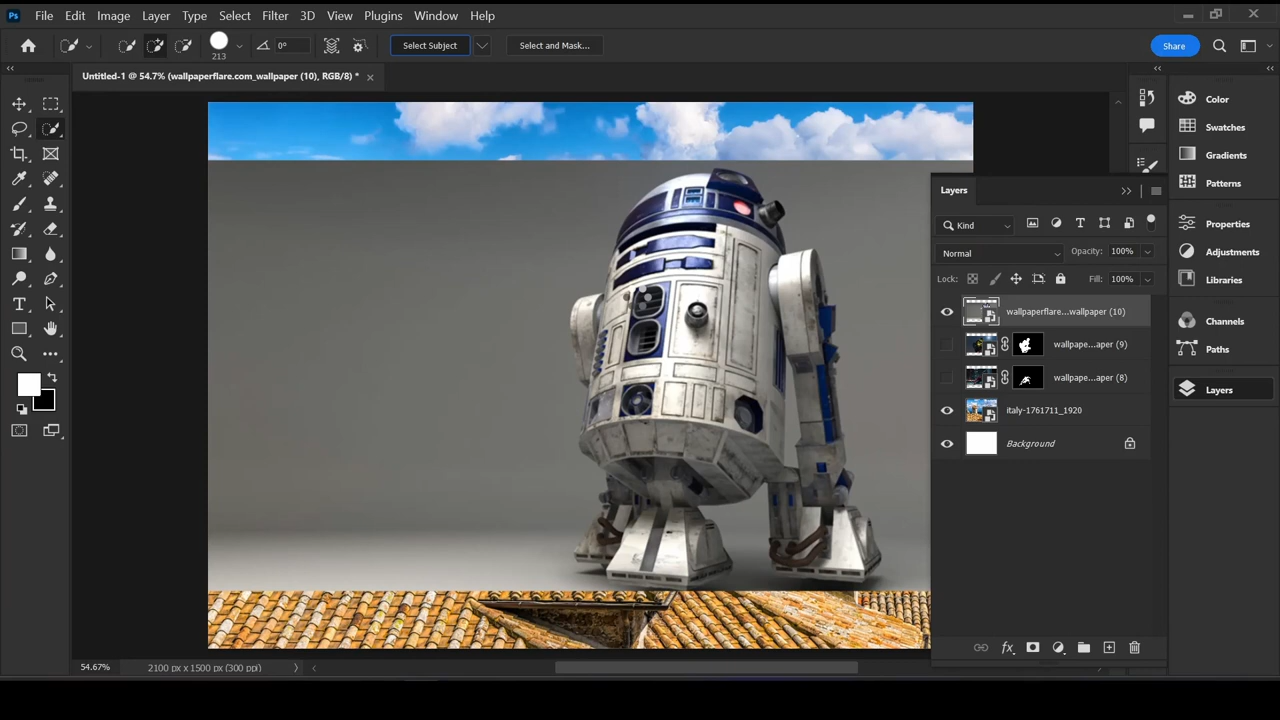 Ps File Edit Image Layer Type Select Filter 3D View Plugins Window Help
213 0° Select Subject Select and Mask... Share
Untitled-1 @ 54.7% (wallpaperflare.com_wallpaper (10), RGB/8) *
Color
Swatches
Gradients
Patterns
Properties
Adjustments
Libraries
Channels
Paths
Layers
Layers
Kind
Normal Opacity: 100%
Lock: Fill: 100%
wallpaperflare...wallpaper (10)
wallpape...aper (9)
wallpape...aper (8)
italy-1761711_1920
Background
fx
54.67% 2100 px x 1500 px (300 ppi)